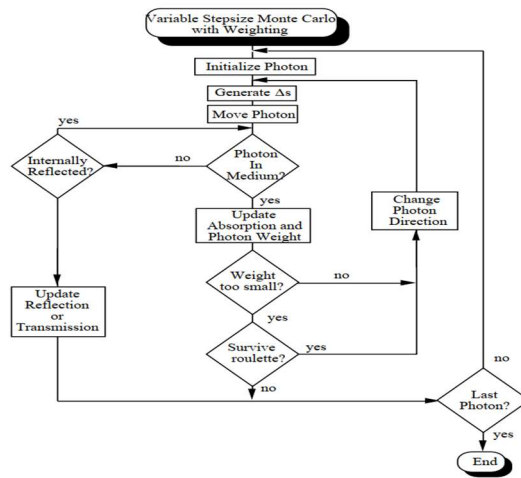 Variable Stepsize Monte Carlo
with Weighting
Initialize Photon
Generate Δs
Move Photon
yes
Internally
Reflected?
no
Photon
In
Medium?
yes
Update
Absorption and
Photon Weight
Change
Photon
Direction
no
Weight
too small?
no
yes
Update
Reflection
or
Transmission
Survive
roulette?
yes
no
Last
Photon?
yes
End